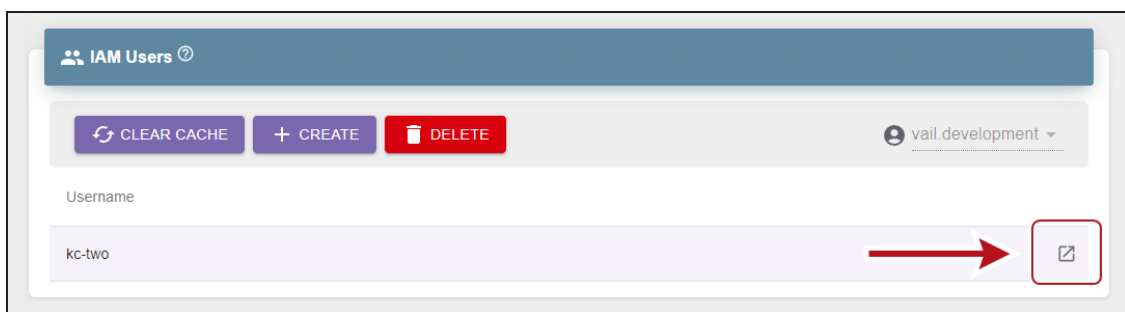 IAM Users
CLEAR CACHE
CREATE
DELETE
vail.development
Username
kc-two